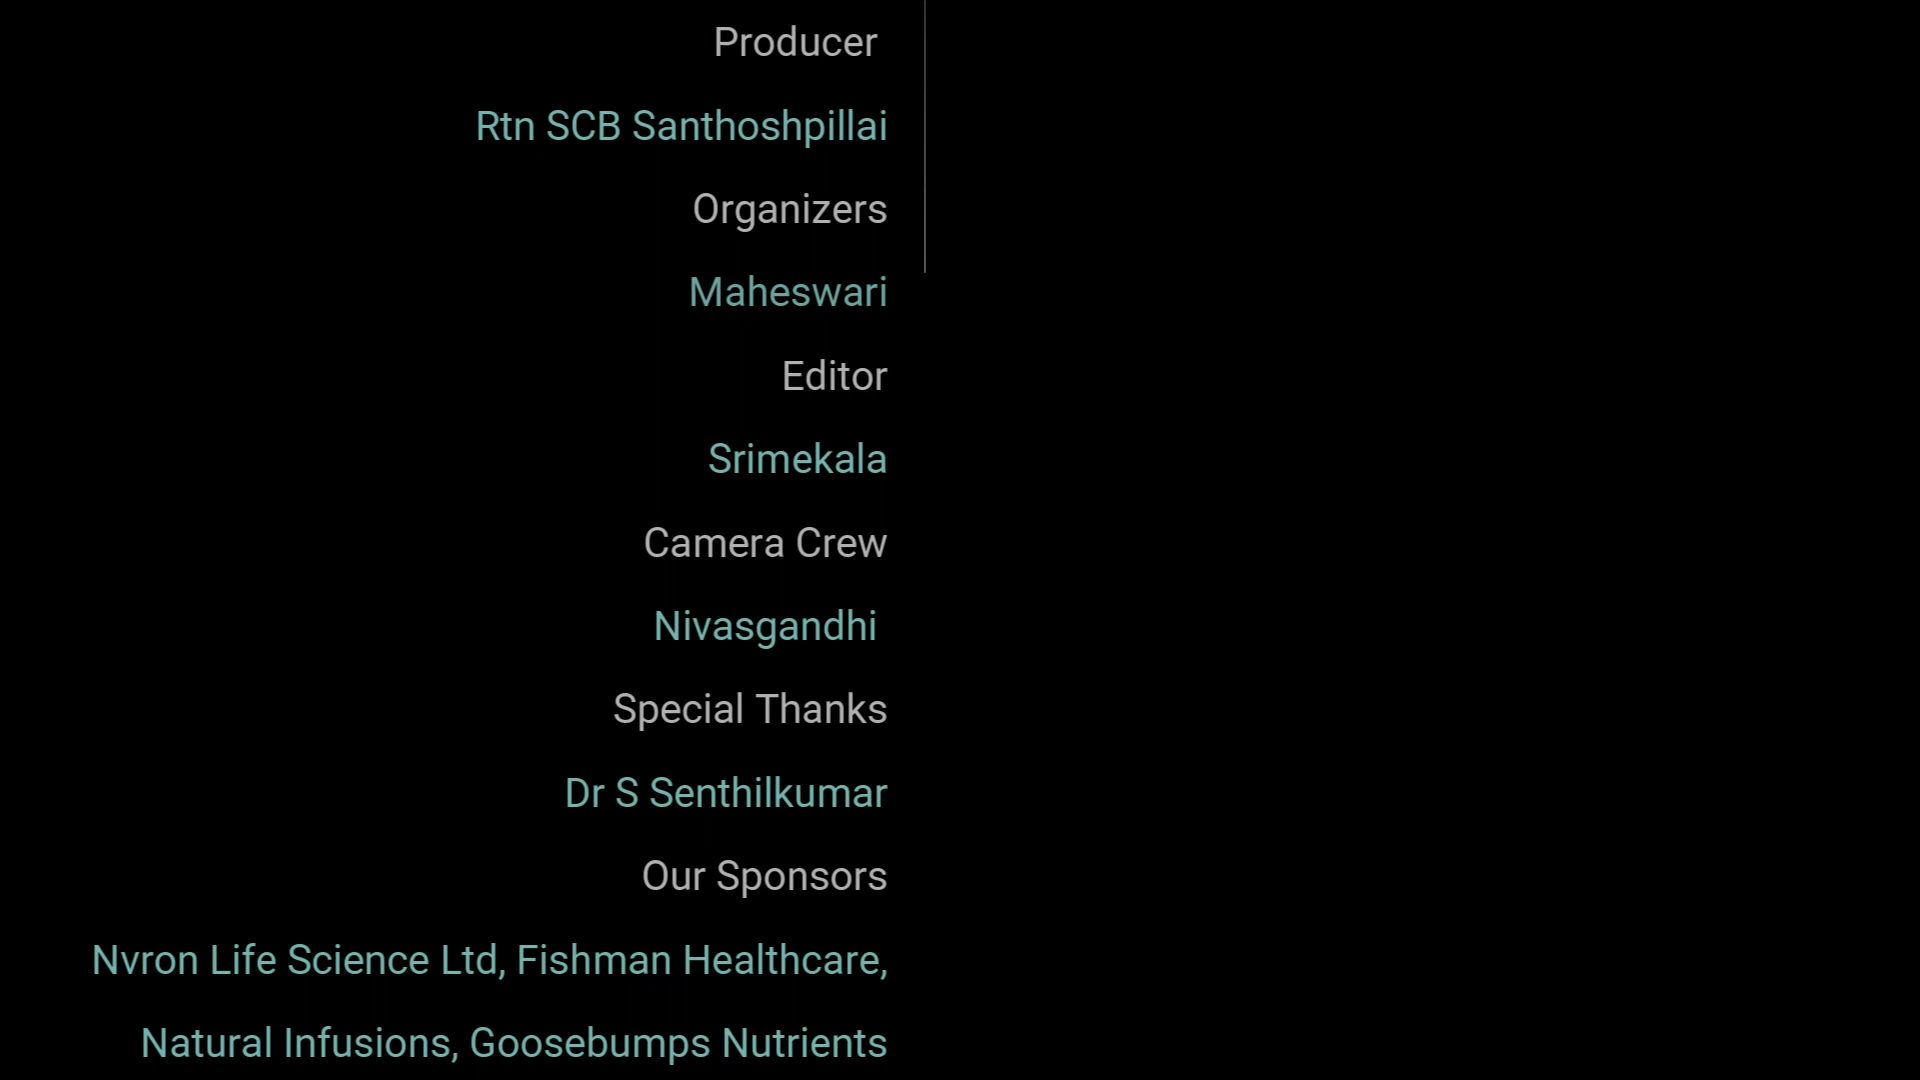 Producer
Rtn SCB Santhoshpillai
Organizers
Maheswari
Editor
Srimekala
Camera Crew
Nivasgandhi
Special Thanks
Dr S Senthilkumar
Our Sponsors
Nvron Life Science Ltd, Fishman Healthcare,
Natural Infusions, Goosebumps Nutrients